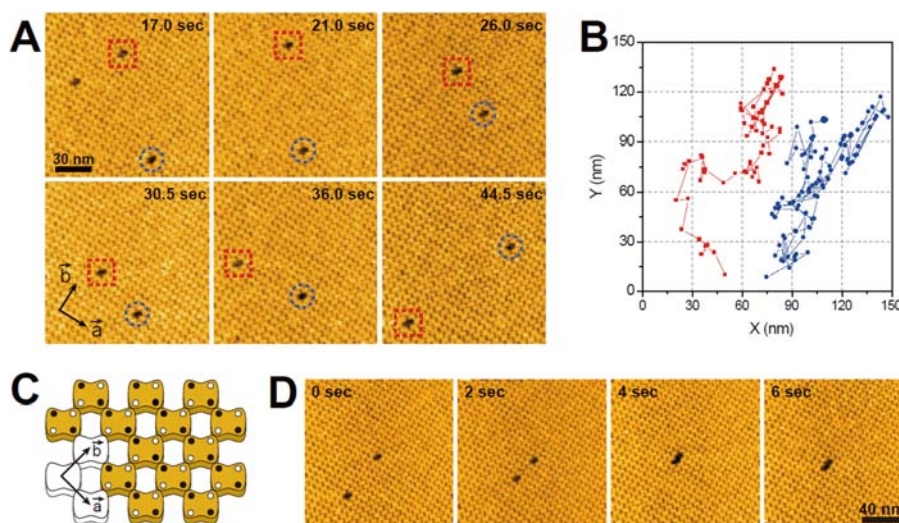 A
17.0 sec
21.0 sec
26.0 sec
30 nm
30.5 sec
36.0 sec
44.5 sec
b
a
B
150
120
90
60
30
0
Y (nm)
0 30 60 90 120 150
X (nm)
C
b
a
D
0 sec
2 sec
4 sec
6 sec
40 nm